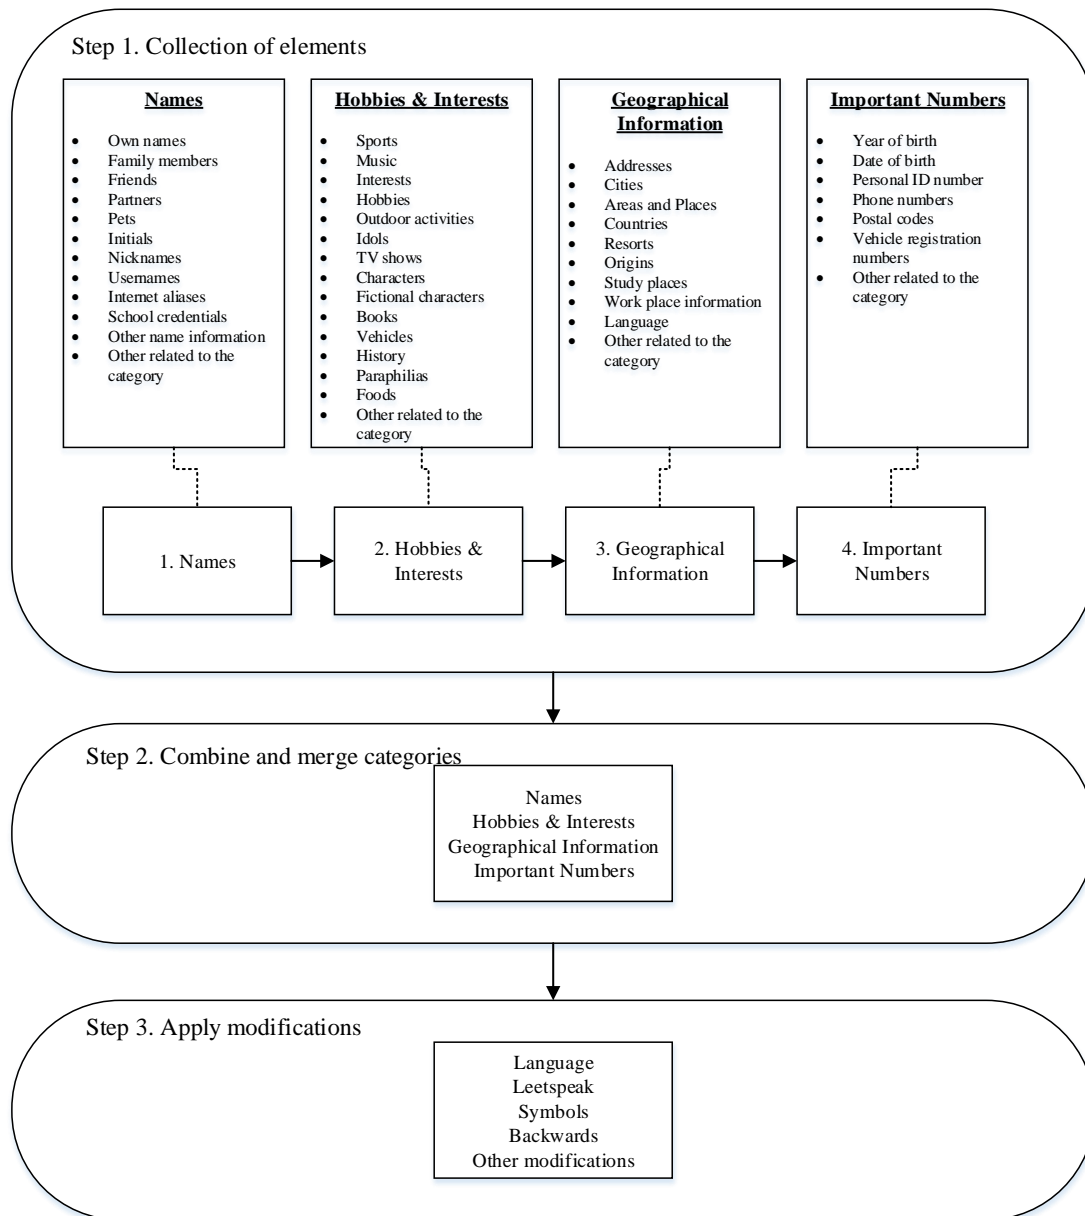 Step 1. Collection of elements
Names
Own names
Family members
Friends
Partners
Pets
Initials
Nicknames
Usernames
Internet aliases
School credentials
Other name information
Other related to the
category
Hobbies & Interests
Sports
Music
Interests
Hobbies
Outdoor activities
Idols
TV shows
Characters
Fictional characters
Books
Vehicles
History
Paraphilias
Foods
Other related to the
category
Geographical
Information
Addresses
Cities
Areas and Places
Countries
Resorts
Origins
Study places
Work place information
Language
Other related to the
category
Important Numbers
Year of birth
Date of birth
Personal ID number
Phone numbers
Postal codes
Vehicle registration
numbers
Other related to the
category
1. Names
2. Hobbies &
Interests
3. Geographical
Information
4. Important
Numbers
Step 2. Combine and merge categories
Names
Hobbies & Interests
Geographical Information
Important Numbers
Step 3. Apply modifications
Language
Leetspeak
Symbols
Backwards
Other modifications